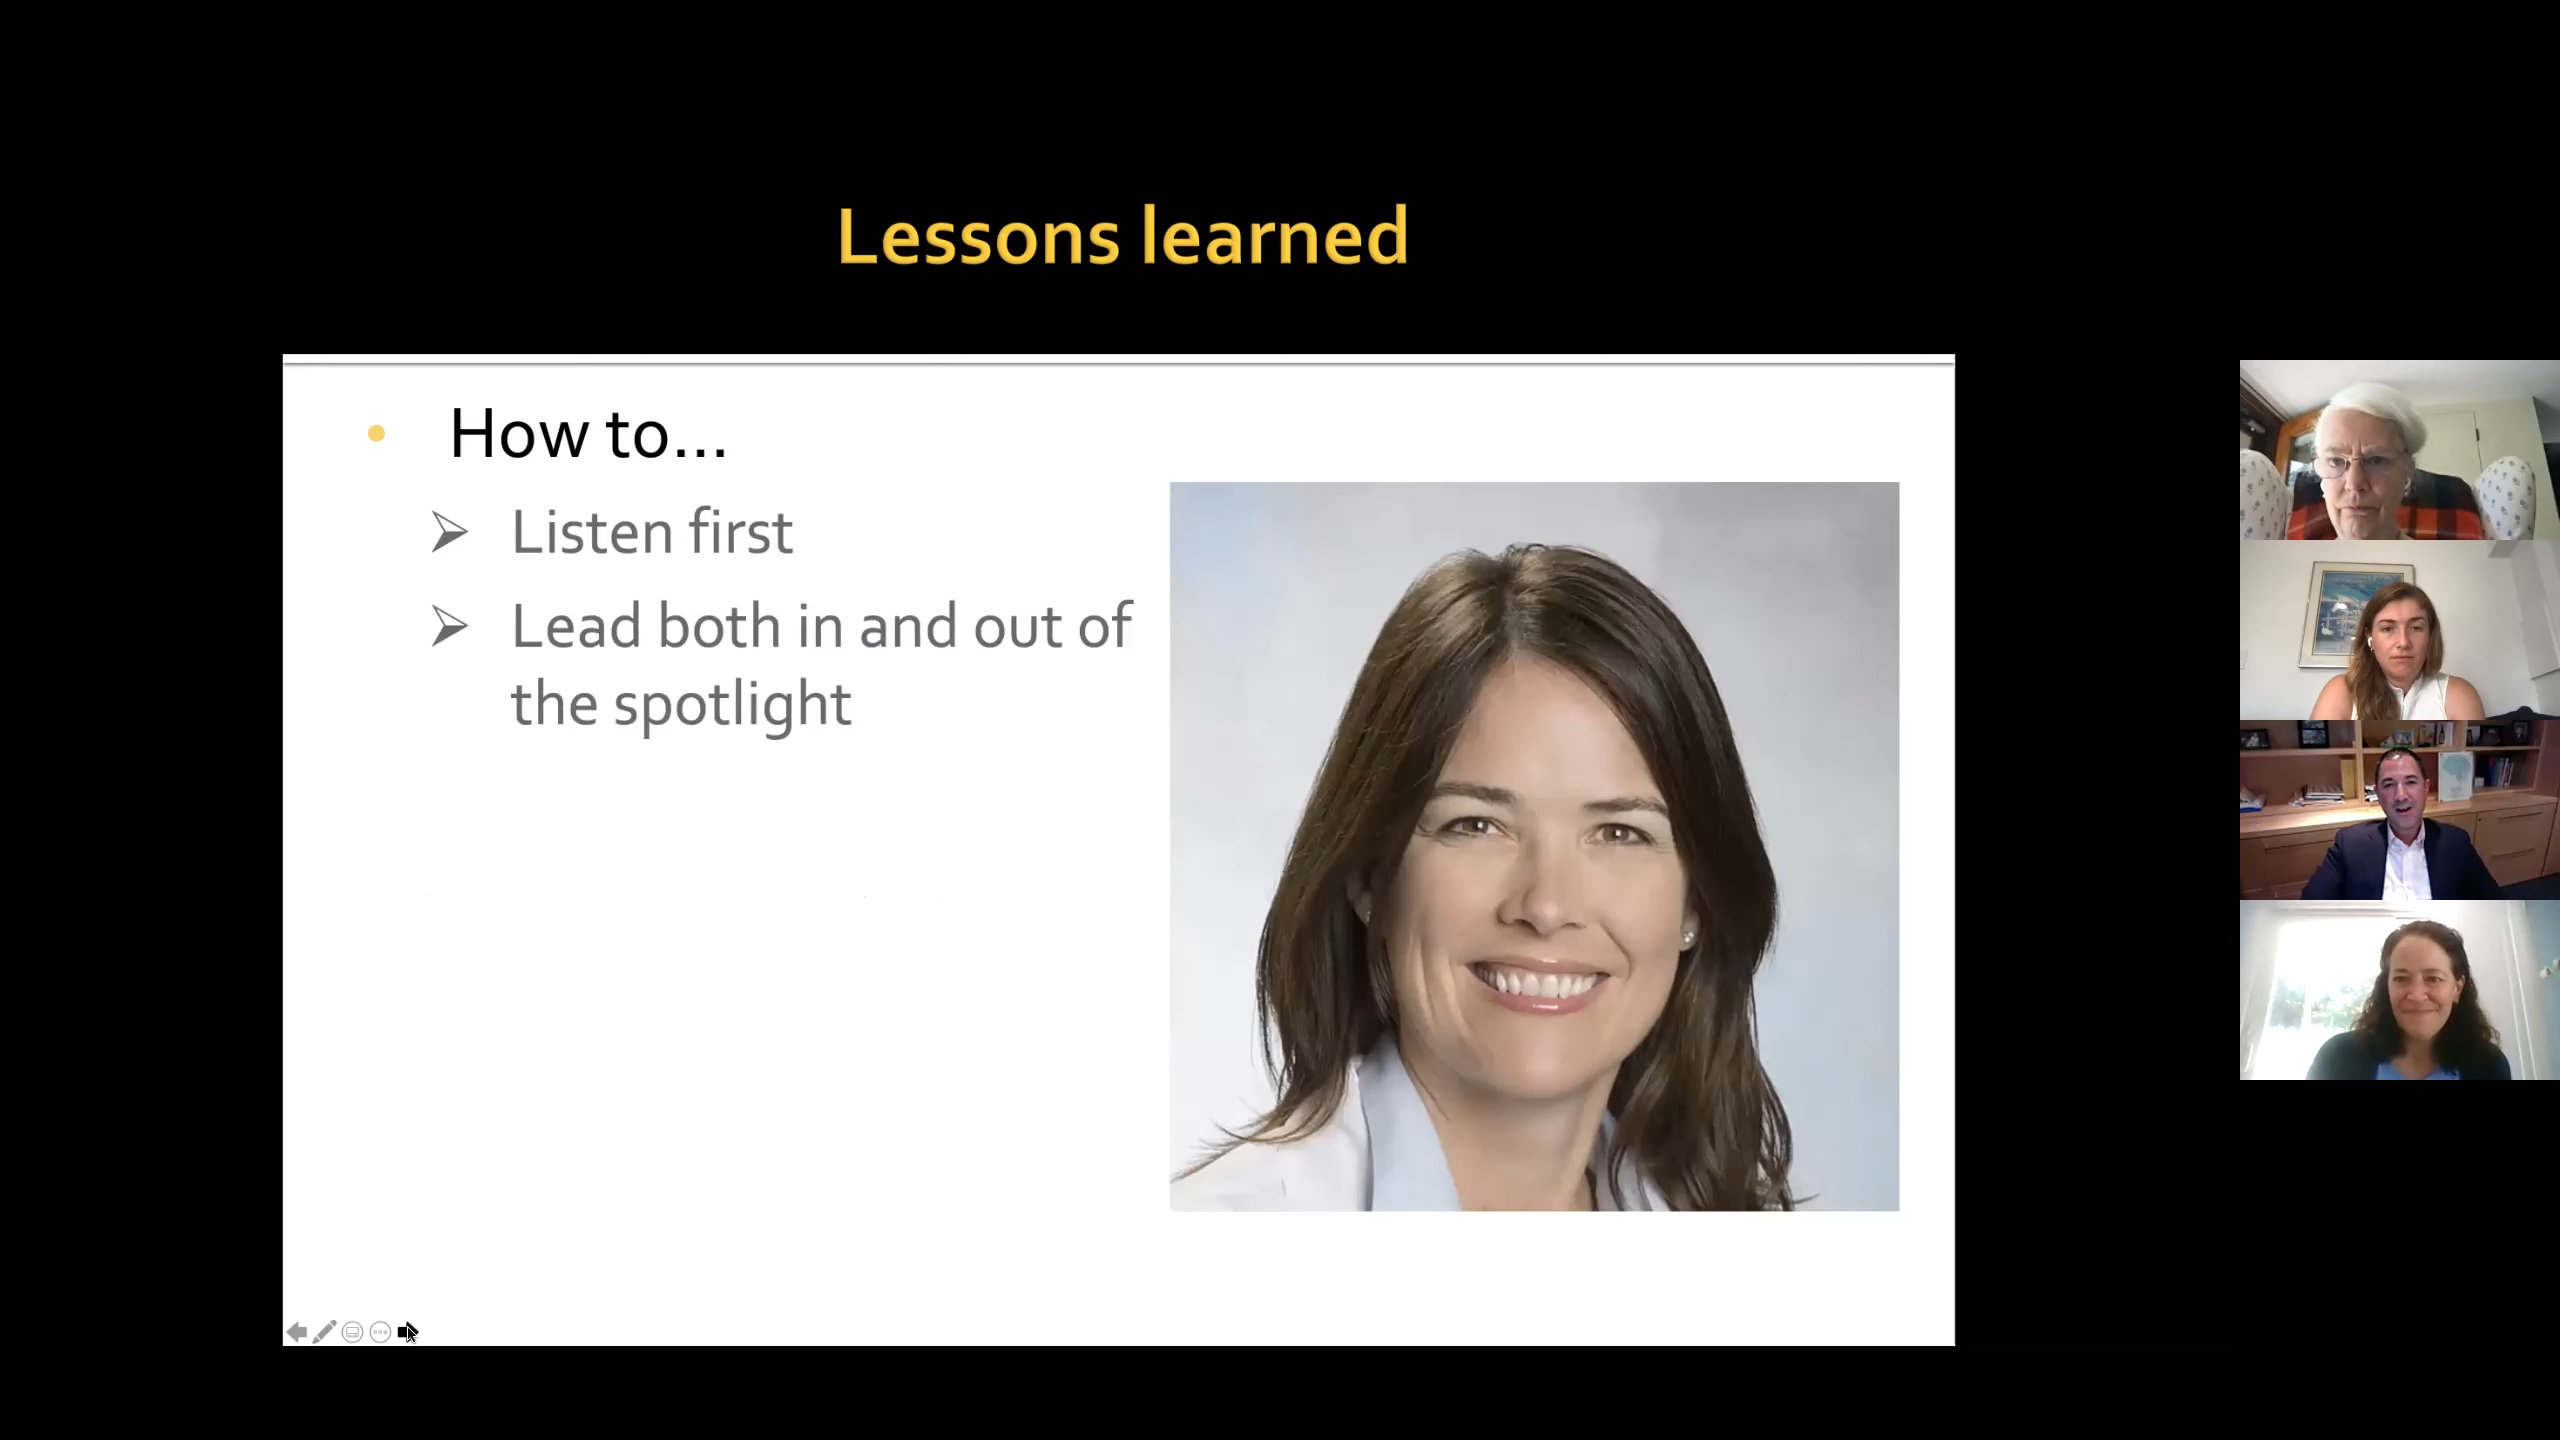 Lessons learned
How to...
Listen first
Lead both in and out of
the spotlight